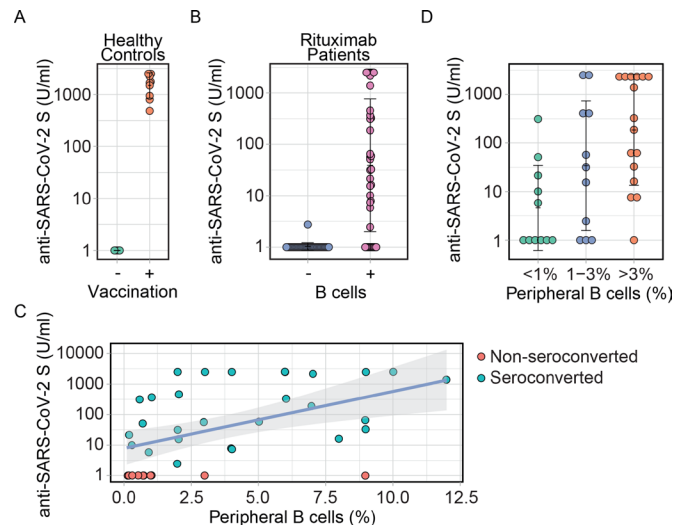 A
Healthy
Controls
anti-SARS-CoV-2 S (U/ml)
1000
100
10
1
- +
Vaccination
B
Rituximab
Patients
anti-SARS-CoV-2 S (U/ml)
1000
100
10
1
- +
B cells
D
anti-SARS-CoV-2 S (U/ml)
1000
100
10
1
<1% 1–3% >3%
Peripheral B cells (%)
C
anti-SARS-CoV-2 S (U/ml)
10000
1000
100
10
1
0.0 2.5 5.0 7.5 10.0 12.5
Peripheral B cells (%)
Non-seroconverted
Seroconverted